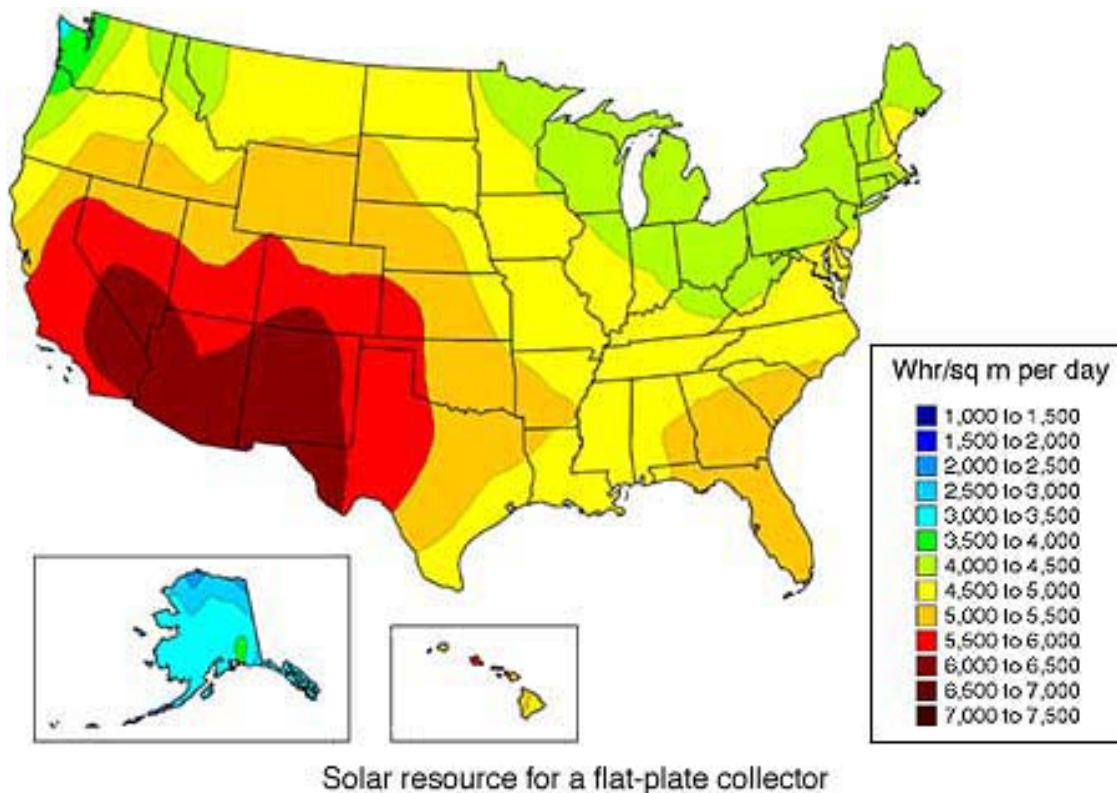 Whr/sq m per day
1,000 to 1,500
1,500 to 2,000
2,000 to 2,500
2,500 to 3,000
3,000 to 3,500
3,500 to 4,000
4,000 to 4,500
4,500 to 5,000
5,000 to 5,500
5,500 to 6,000
6,000 to 6,500
6,500 to 7,000
7,000 to 7,500
Solar resource for a flat-plate collector